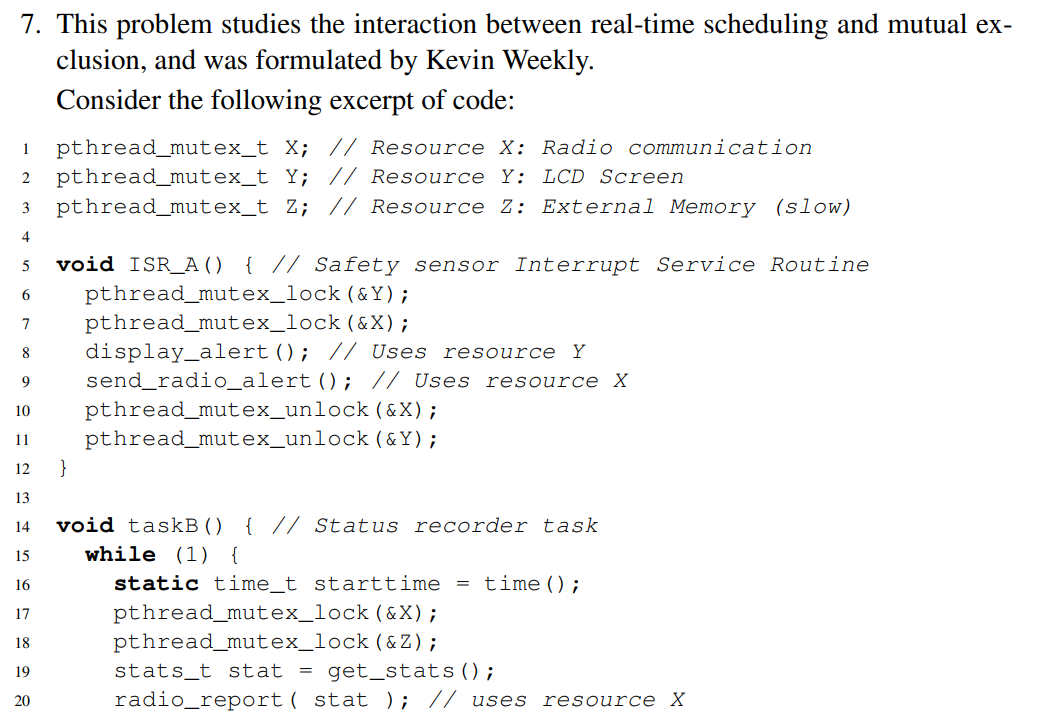 7. This problem studies the interaction between real-time scheduling and mutual ex-
clusion, and was formulated by Kevin Weekly.
Consider the following excerpt of code:
1 pthread_mutex_t X; // Resource X: Radio communication
2 pthread_mutex_t Y; // Resource Y: LCD Screen
3 pthread_mutex_t Z; // Resource Z: External Memory (slow)
4
5 void ISR_A() { // Safety sensor Interrupt Service Routine
6   pthread_mutex_lock(&Y);
7   pthread_mutex_lock(&X);
8   display_alert(); // Uses resource Y
9   send_radio_alert(); // Uses resource X
10   pthread_mutex_unlock(&X);
11   pthread_mutex_unlock(&Y);
12 }
13
14 void taskB() { // Status recorder task
15   while (1) {
16     static time_t starttime = time();
17     pthread_mutex_lock(&X);
18     pthread_mutex_lock(&Z);
19     stats_t stat = get_stats();
20     radio_report( stat ); // uses resource X